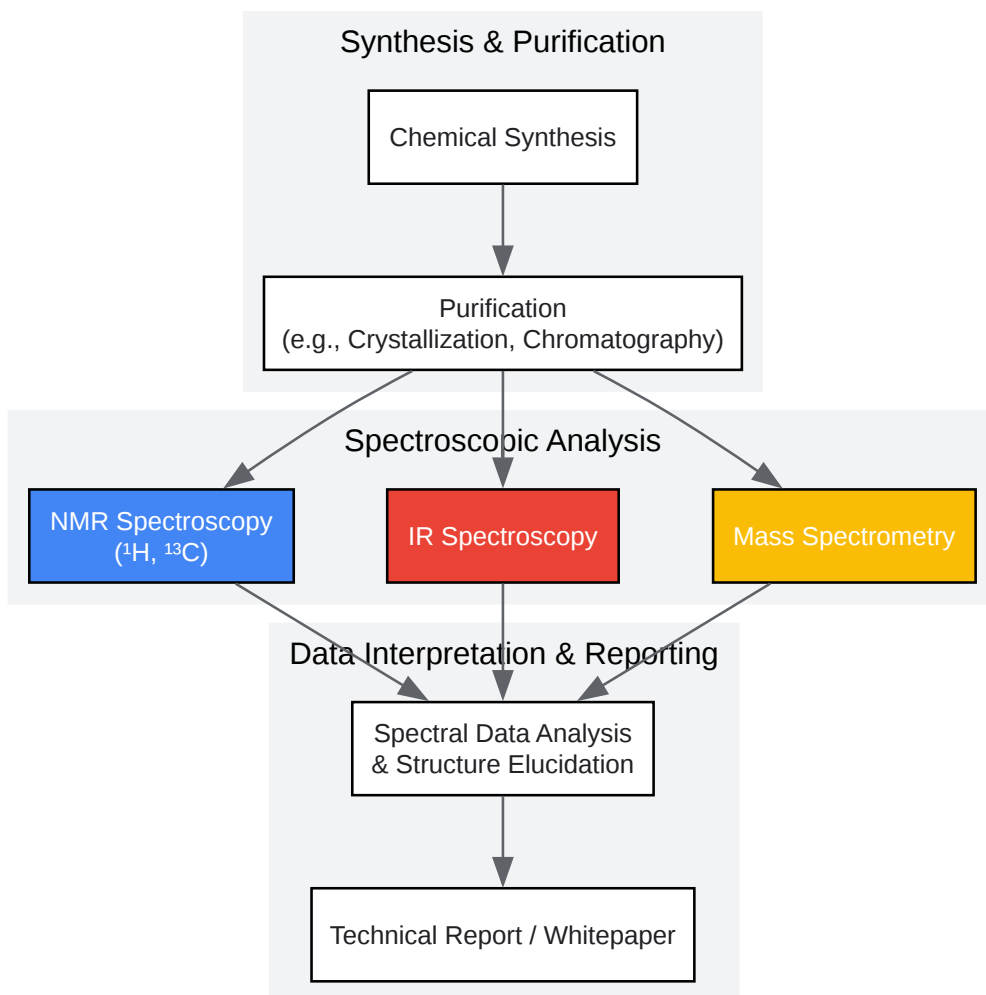 Synthesis & Purification
Chemical Synthesis
Purification
(e.g., Crystallization, Chromatography)
Spectroscopic Analysis
NMR Spectroscopy
(¹H, ¹³C)
IR Spectroscopy
Mass Spectrometry
Data Interpretation & Reporting
Spectral Data Analysis
& Structure Elucidation
Technical Report / Whitepaper